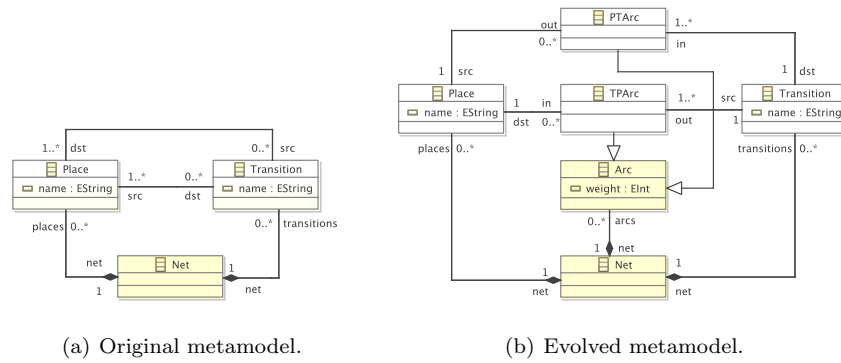 PTArc
out
1..*
0..*
in
1
src
1
dst
Place
TPArc
Transition
name : EString
1
in
1..*
src
name : EString
dst
0..*
out
1
places
0..*
transitions
0..*
1..*
dst
0..*
src
Place
Transition
Arc
name : EString
1..*
0..*
name : EString
weight : EInt
src
dst
places
0..*
0..*
transitions
0..*
arcs
net
1
Net
1
net
1
net
1
Net
1
net
net
net
(a) Original metamodel.
(b) Evolved metamodel.